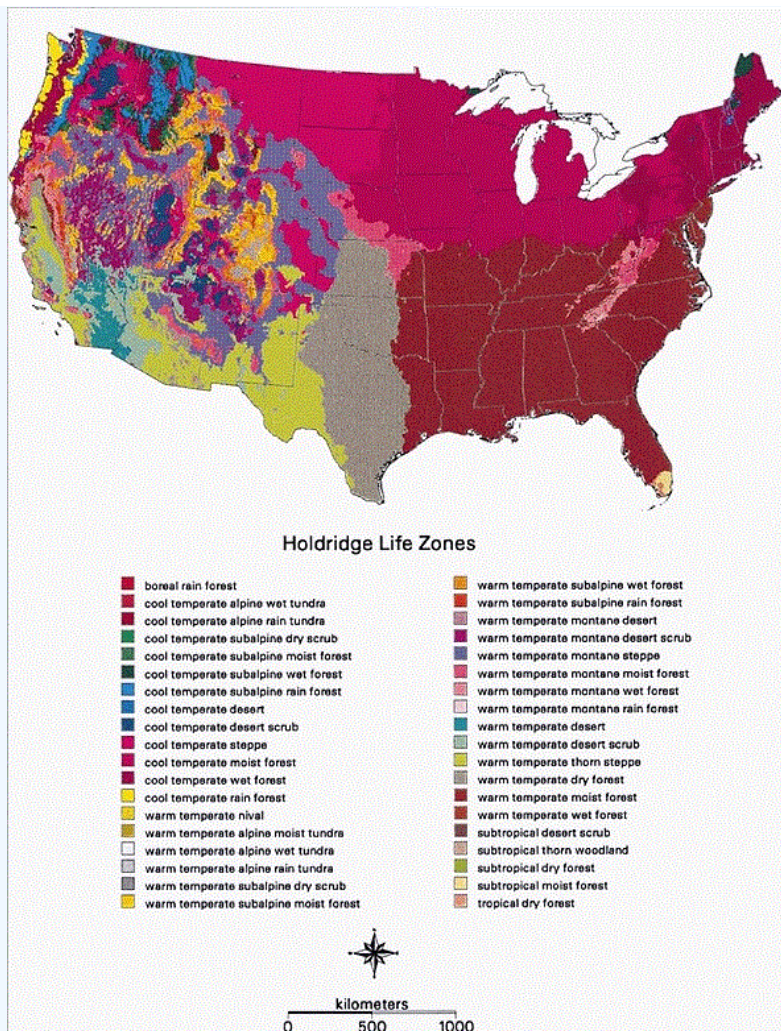 Holdridge Life Zones
boreal rain forest
cool temperate alpine wet tundra
cool temperate alpine rain tundra
cool temperate subalpine dry scrub
cool temperate subalpine moist forest
cool temperate subalpine wet forest
cool temperate subalpine rain forest
cool temperate desert
cool temperate desert scrub
cool temperate steppe
cool temperate moist forest
cool temperate wet forest
cool temperate rain forest
warm temperate nival
warm temperate alpine moist tundra
warm temperate alpine wet tundra
warm temperate alpine rain tundra
warm temperate subalpine dry scrub
warm temperate subalpine moist forest
warm temperate subalpine wet forest
warm temperate subalpine rain forest
warm temperate montane desert
warm temperate montane desert scrub
warm temperate montane steppe
warm temperate montane moist forest
warm temperate montane wet forest
warm temperate montane rain forest
warm temperate desert
warm temperate desert scrub
warm temperate thorn steppe
warm temperate dry forest
warm temperate moist forest
warm temperate wet forest
subtropical desert scrub
subtropical thorn woodland
subtropical dry forest
subtropical moist forest
tropical dry forest
kilometers
0 500 1000